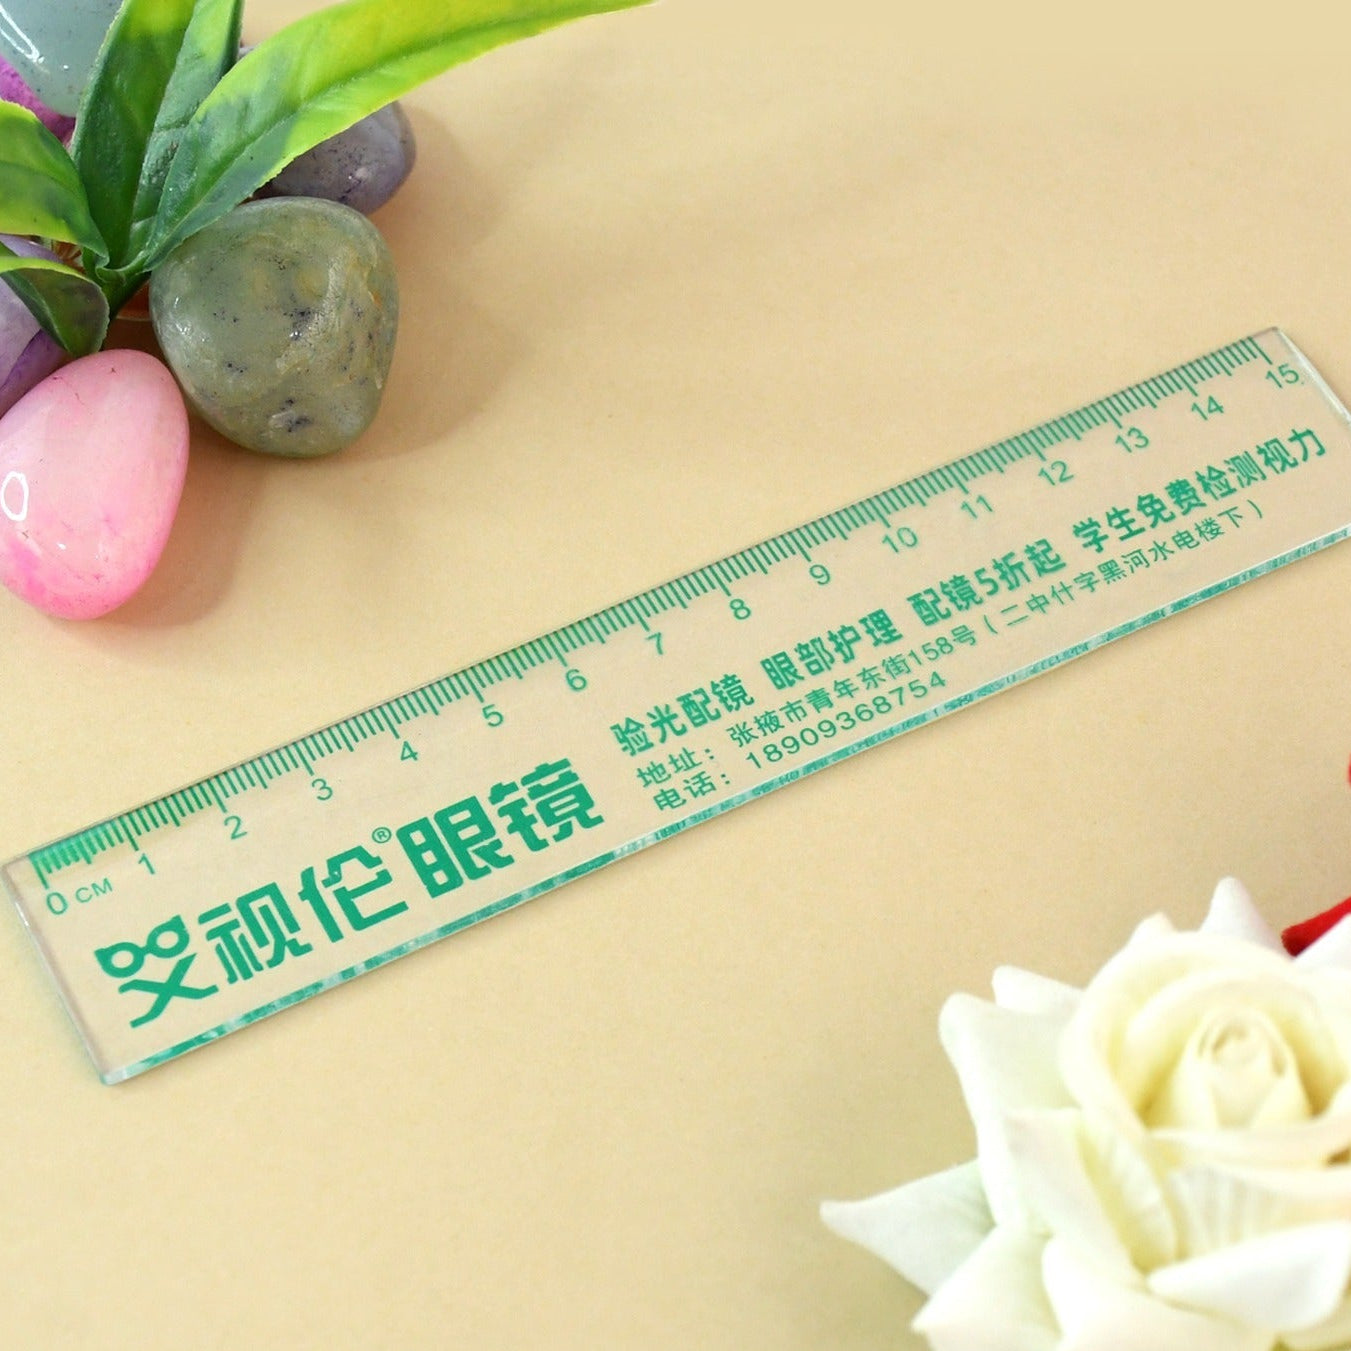 0 CM 1 2 3 4 5 6 7 8 9 10 11 12 13 14 15
艾视伦®眼镜
验光配镜 眼部护理 配镜5折起 学生免费检测视力
地址：张掖市青年东街158号（二中什字黑河水电楼下）
电话：18909368754